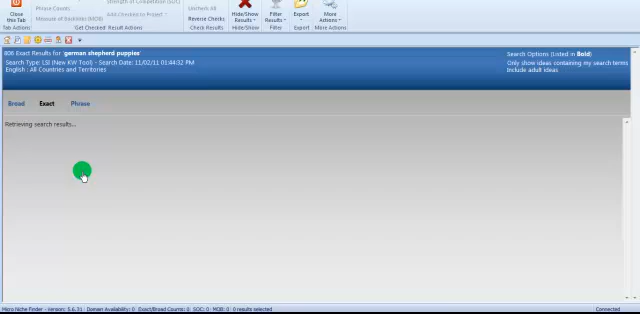 Close this Tab
Phrase Counts
Measure of Backlinks (MOB)
Strength of Competition (SOC)
Add Checked to Project
Uncheck All
Reverse Checks
Hide/Show Results
Filter Results
Export
More Actions
Tab Actions
Get Checked Result Actions
Check Results
Hide/Show
Filter
Export
More Actions
806 Exact Results for 'german shepherd puppies'
Search Type: LSI (New KW Tool) - Search Date: 11/02/11 01:44:32 PM
English : All Countries and Territories
Search Options (Listed in Bold)
Only show ideas containing my search terms
Include adult ideas
Broad
Exact
Phrase
Retrieving search results...
Micro Niche Finder - Version: 5.6.31 Domain Availability: 0 Exact/Broad Counts: 0 SOC: 0 MOB: 0 0 results selected
Connected